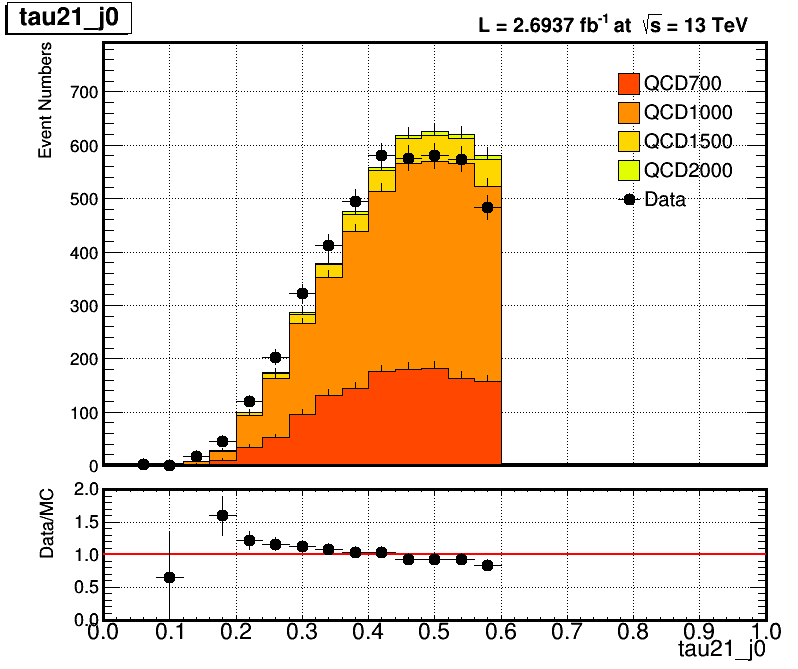 tau21_j0
L = 2.6937 fb⁻¹ at √s = 13 TeV
Event Numbers
700
600
500
400
300
200
100
0
QCD700
QCD1000
QCD1500
QCD2000
Data
Data/MC
2.0
1.5
1.0
0.5
0.0
0.0 0.1 0.2 0.3 0.4 0.5 0.6 0.7 0.8 0.9 1.0
tau21_j0